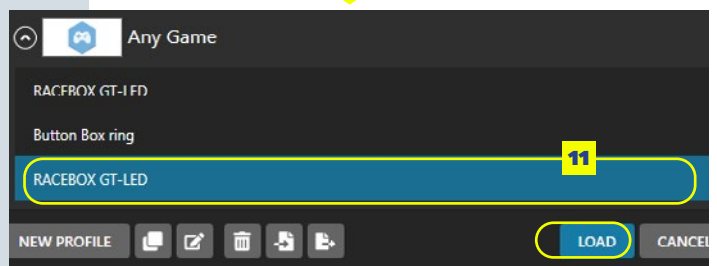 Any Game
RACEBOX GT-LED
Button Box ring
11
RACEBOX GT-LED
NEW PROFILE LOAD CANCEL